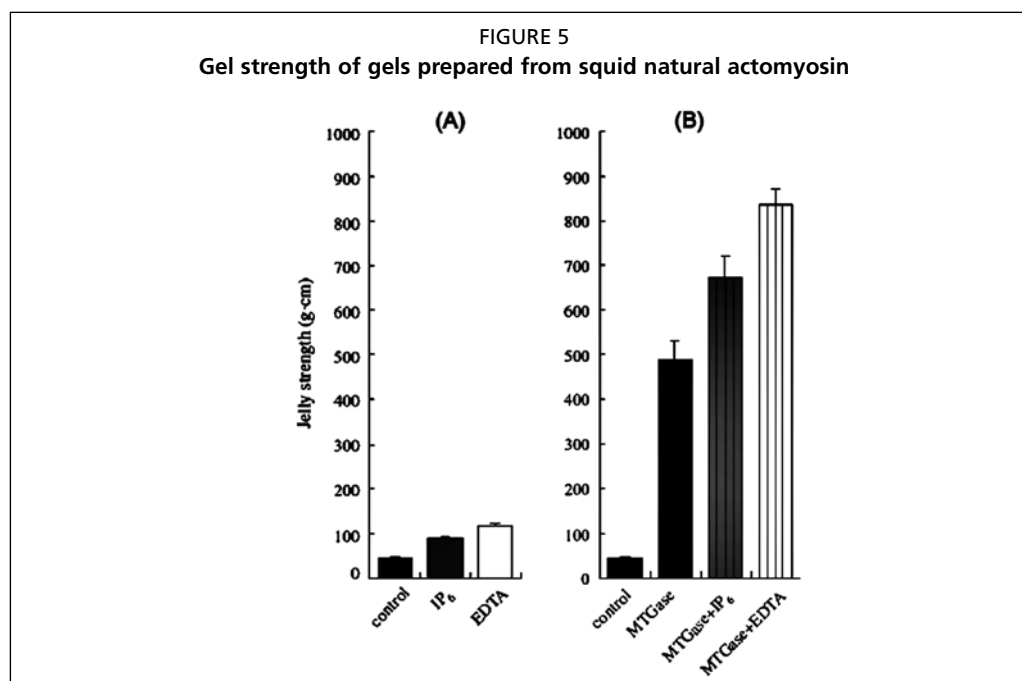 FIGURE 5
Gel strength of gels prepared from squid natural actomyosin
(A)
(B)
Jelly strength (g·cm)
1000
900
800
700
600
500
400
300
200
100
0
control
IP₆
EDTA
1000
900
800
700
600
500
400
300
200
100
0
control
MTGase
MTGase+IP₆
MTGase+EDTA